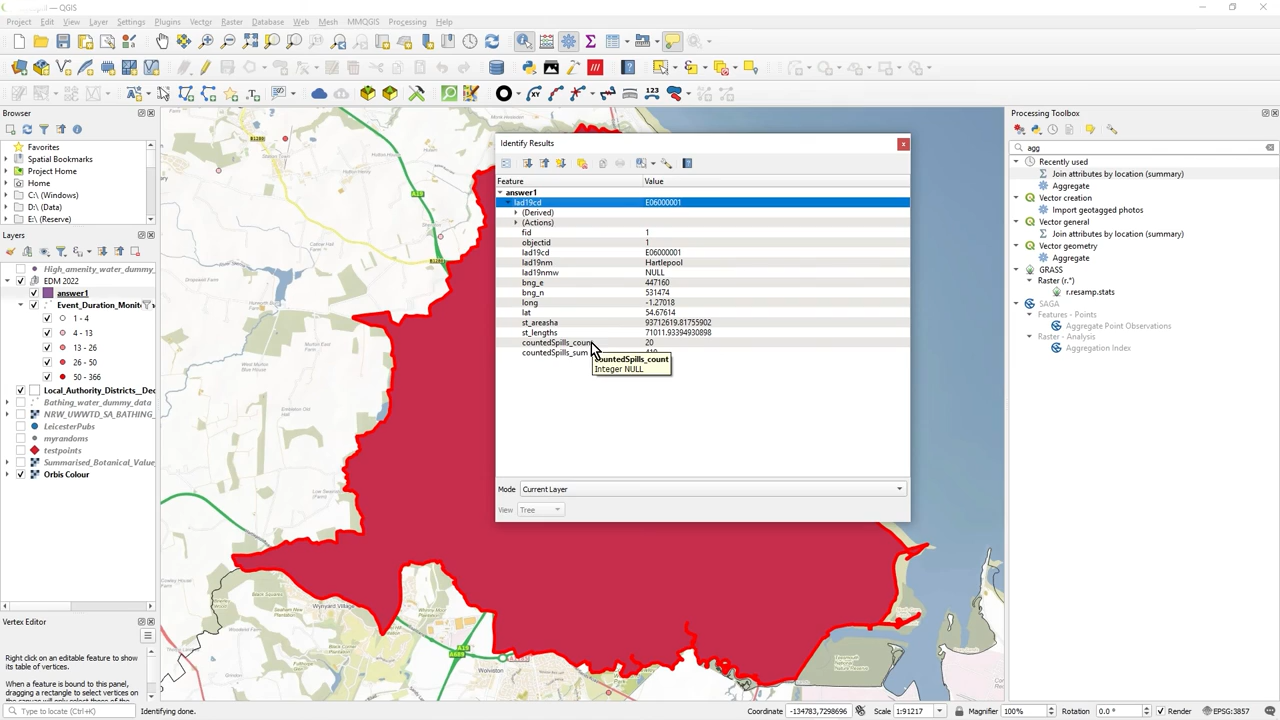 — QGIS
Project Edit View Layer Settings Plugins Vector Raster Database Web Mesh MMQGIS Processing Help
Browser
Favorites
Spatial Bookmarks
Project Home
Home
C:\ (Windows)
D:\ (Data)
E:\ (Reserve)
Layers
High_amenity_water_dummy_
EDM 2022
answer1
Event_Duration_Monit
1 - 4
4 - 13
13 - 26
26 - 50
50 - 366
Local_Authority_Districts__Dec
Bathing_water_dummy_data
NRW_UWWTD_SA_BATHING_
LeicesterPubs
myrandoms
testpoints
Summarised_Botanical_Value_
Orbis Colour
Vertex Editor
Right click on an editable feature to show
its table of vertices.
When a feature is bound to this panel,
dragging a rectangle to select vertices on
Identify Results
Feature Value
answer1
lad19cd E06000001
(Derived)
(Actions)
fid 1
objectid 1
lad19cd E06000001
lad19nm Hartlepool
lad19nmw NULL
bng_e 447160
bng_n 531474
long -1.27018
lat 54.67614
st_areasha 93712619.81755902
st_lengths 71011.93394930898
countedSpills_count 20
countedSpills_sum
countedSpills_count
Integer NULL
Mode Current Layer
View Tree
A19
Wynyard Village
A19
A689
Wolviston
Processing Toolbox
agg
Recently used
Join attributes by location (summary)
Aggregate
Vector creation
Import geotagged photos
Vector general
Join attributes by location (summary)
Vector geometry
Aggregate
GRASS
Raster (r.*)
r.resamp.stats
SAGA
Features - Points
Aggregate Point Observations
Raster - Analysis
Aggregation Index
Type to locate (Ctrl+K) Identifying done. Coordinate -134783,7298696 Scale 1:91217 Magnifier 100% Rotation 0.0 ° Render EPSG:3857